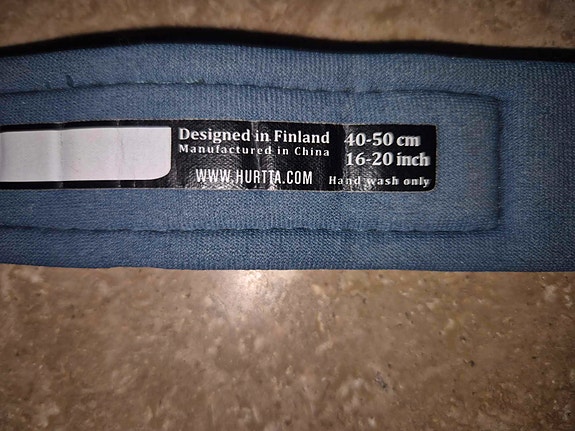 Designed in Finland
Manufactured in China
WWW.HURTTA.COM
40-50 cm
16-20 inch
Hand wash only